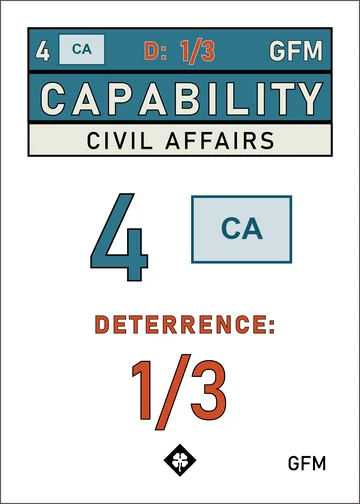 4 CA D: 1/3 GFM
CAPABILITY
CIVIL AFFAIRS
4 CA
DETERRENCE:
1/3
GFM